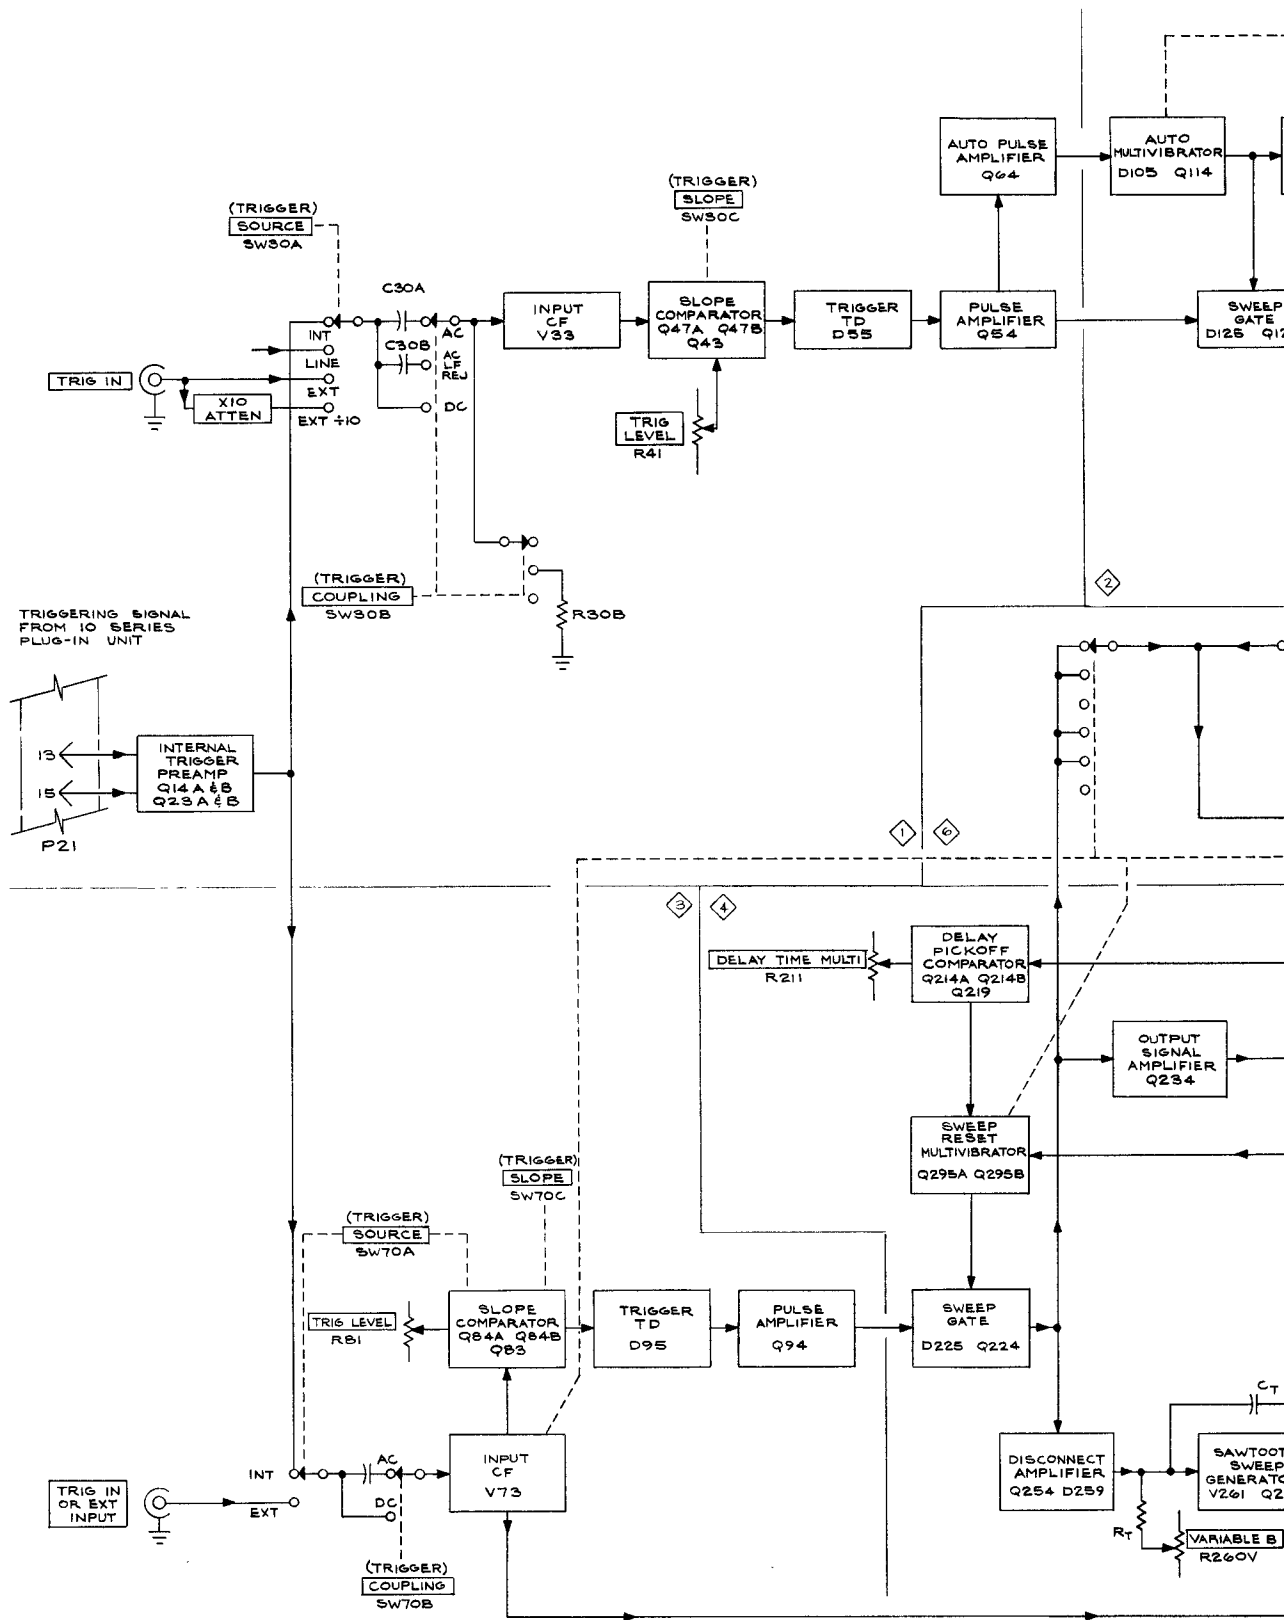 AUTO PULSE
AMPLIFIER
Q64
AUTO
MULTIVIBRATOR
D105 Q114
(TRIGGER)
SLOPE
SW30C
(TRIGGER)
SOURCE
SW30A
C30A
INT
LINE
EXT
EXT ÷10
TRIG IN
X10
ATTEN
C30B
AC
AC
LF
REJ
DC
INPUT
CF
V33
SLOPE
COMPARATOR
Q47A Q47B
Q43
TRIGGER
TD
D55
PULSE
AMPLIFIER
Q54
SWEEP
GATE
D125 Q12
TRIG
LEVEL
R41
(TRIGGER)
COUPLING
SW30B
R30B
2
TRIGGERING SIGNAL
FROM 10 SERIES
PLUG-IN UNIT
13
15
P21
INTERNAL
TRIGGER
PREAMP
Q14A & B
Q23A & B
1
6
3
4
DELAY TIME MULTI
R211
DELAY
PICKOFF
COMPARATOR
Q214A Q214B
Q219
OUTPUT
SIGNAL
AMPLIFIER
Q234
SWEEP
RESET
MULTIVIBRATOR
Q295A Q295B
(TRIGGER)
SLOPE
SW70C
(TRIGGER)
SOURCE
SW70A
TRIG LEVEL
R81
SLOPE
COMPARATOR
Q84A Q84B
Q83
TRIGGER
TD
D95
PULSE
AMPLIFIER
Q94
SWEEP
GATE
D225 Q224
CT
INT
EXT
TRIG IN
OR EXT
INPUT
AC
DC
INPUT
CF
V73
(TRIGGER)
COUPLING
SW70B
DISCONNECT
AMPLIFIER
Q254 D259
SAWTOOT
SWEEP
GENERATO
V261 Q2
RT
VARIABLE B
R260V